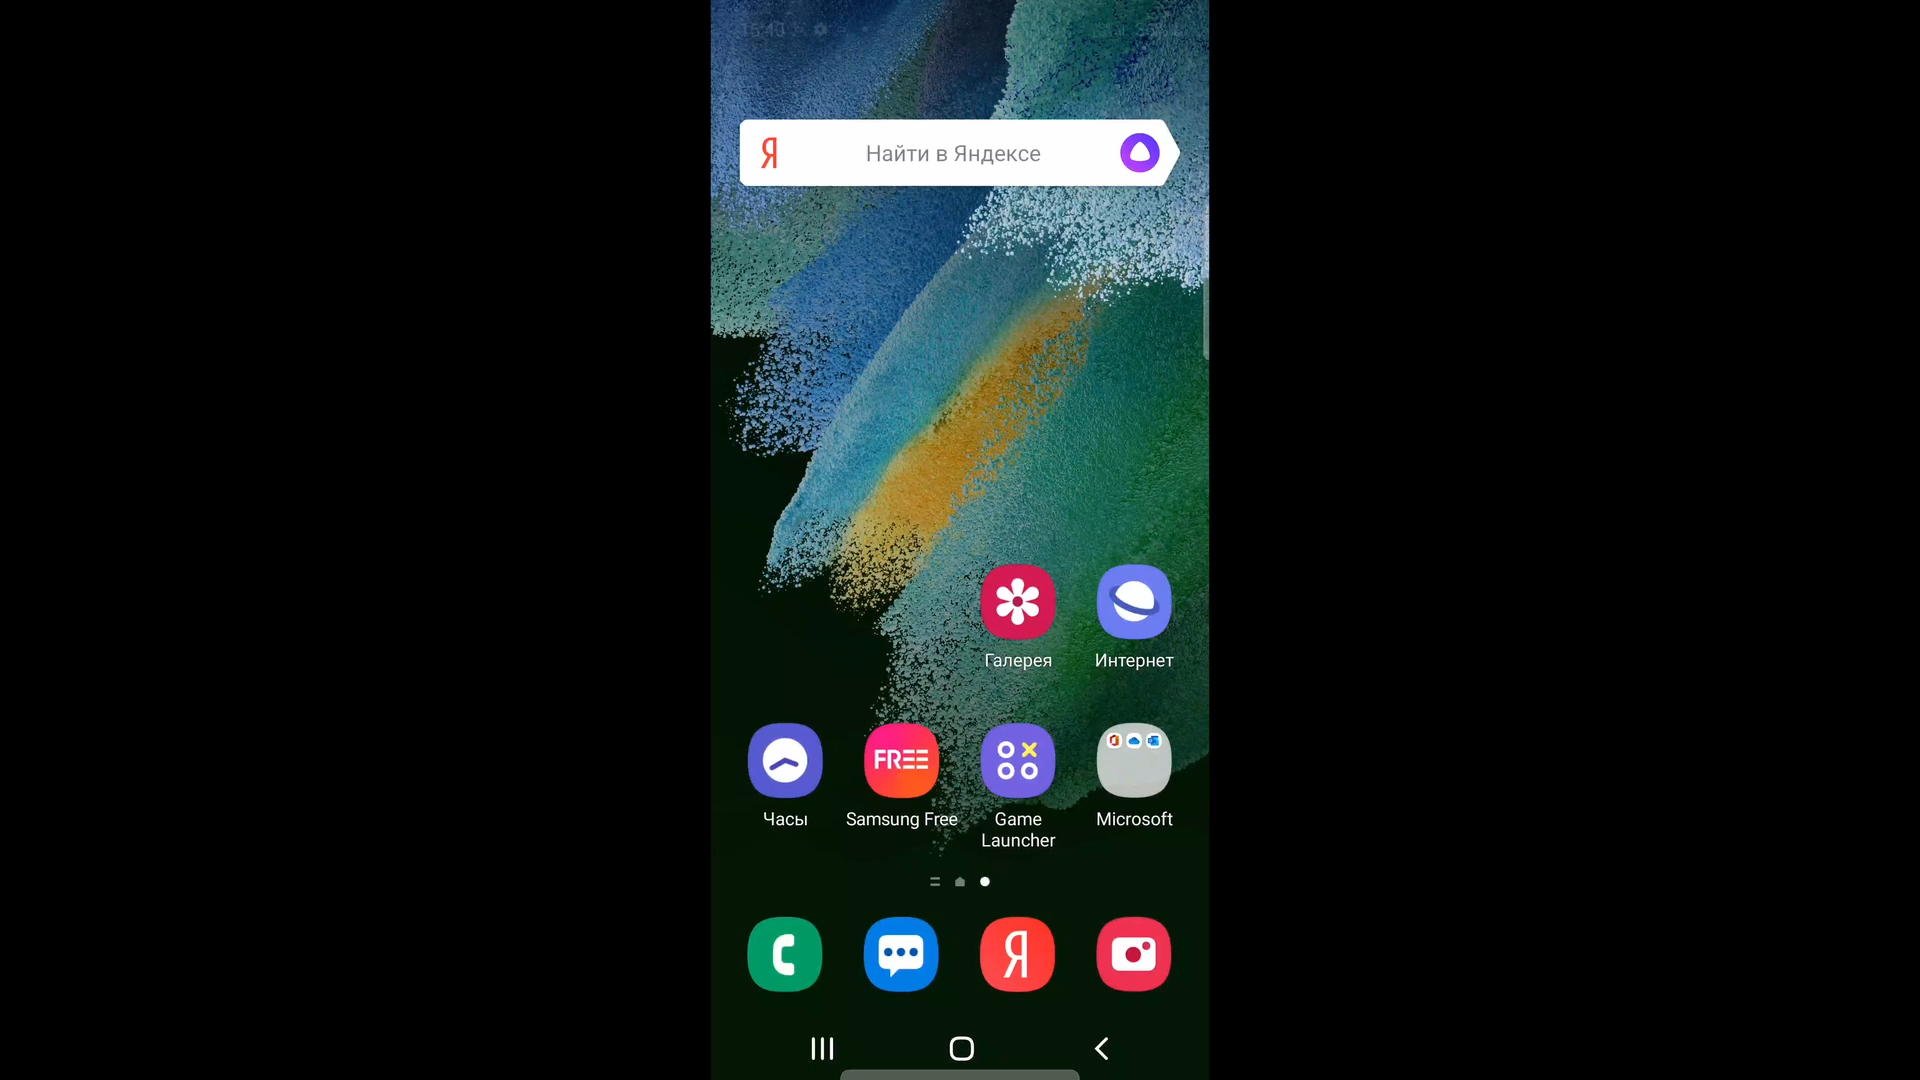 Я Найти в Яндексе
Галерея
Интернет
FREE
Часы
Samsung Free
Game
Launcher
Microsoft
Я